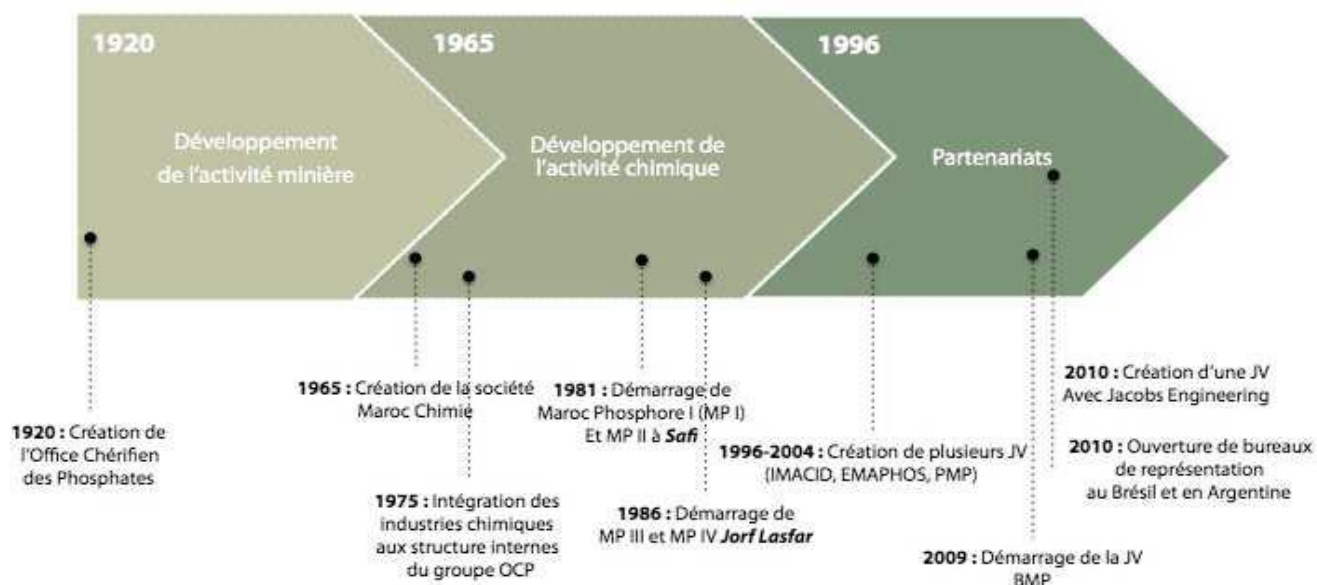 1920
1965
1996
Développement
de l'activité minière
Développement de
l'activité chimique
Partenariats
1920 : Création de
l'Office Chérifien
des Phosphates
1965 : Création de la société
Maroc Chimie
1975 : Intégration des
industries chimiques
aux structure internes
du groupe OCP
1981 : Démarrage de
Maroc Phosphore I (MP I)
Et MP II à Safi
1986 : Démarrage de
MP III et MP IV Jorf Lasfar
1996-2004 : Création de plusieurs JV
(IMACID, EMAPHOS, PMP)
2009 : Démarrage de la JV
BMP
2010 : Création d'une JV
Avec Jacobs Engineering
2010 : Ouverture de bureaux
de représentation
au Brésil et en Argentine